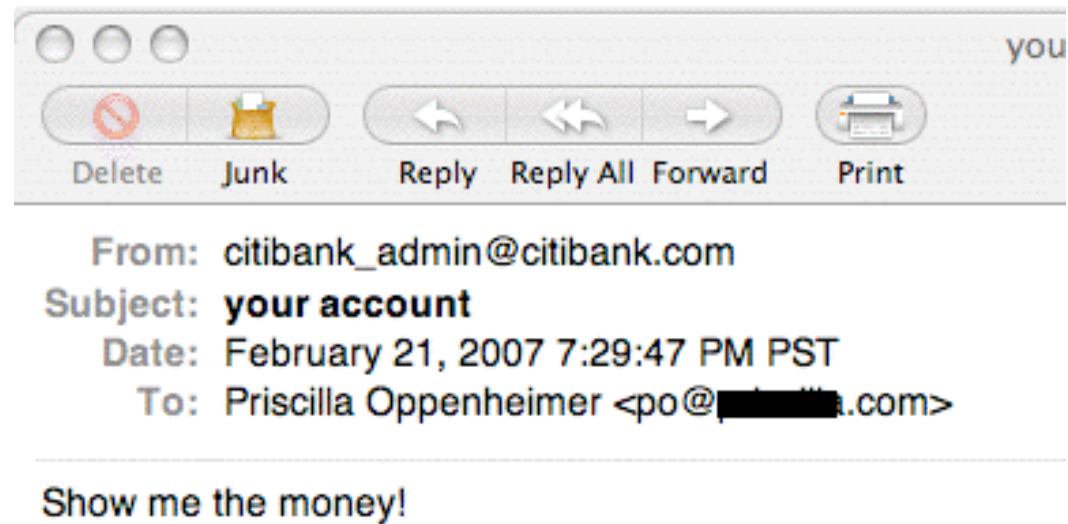 you
Delete Junk Reply Reply All Forward Print
From: citibank_admin@citibank.com
Subject: your account
Date: February 21, 2007 7:29:47 PM PST
To: Priscilla Oppenheimer <po@.com>
Show me the money!